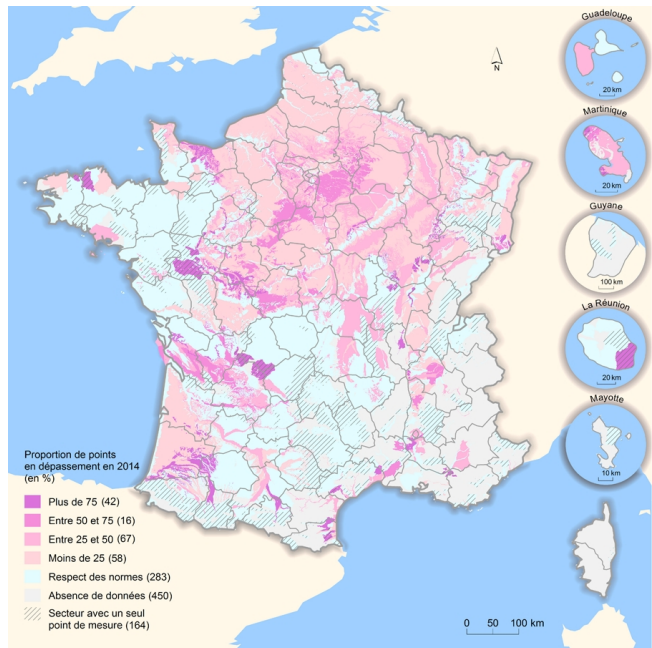 Guadeloupe
20 km
N
Martinique
20 km
Guyane
100 km
La Réunion
20 km
Mayotte
10 km
Proportion de points
en dépassement en 2014
(en %)
Plus de 75 (42)
Entre 50 et 75 (16)
Entre 25 et 50 (67)
Moins de 25 (58)
Respect des normes (283)
Absence de données (450)
Secteur avec un seul
point de mesure (164)
0 50 100 km